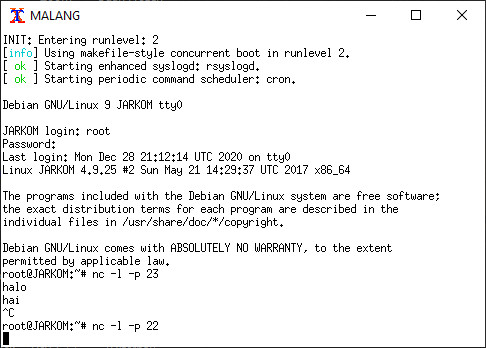 MALANG
INIT: Entering runlevel: 2
[info] Using makefile-style concurrent boot in runlevel 2.
[ ok ] Starting enhanced syslogd: rsyslogd.
[ ok ] Starting periodic command scheduler: cron.
Debian GNU/Linux 9 JARKOM tty0
JARKOM login: root
Password:
Last login: Mon Dec 28 21:12:14 UTC 2020 on tty0
Linux JARKOM 4.9.25 #2 Sun May 21 14:29:37 UTC 2017 x86_64
The programs included with the Debian GNU/Linux system are free software;
the exact distribution terms for each program are described in the
individual files in /usr/share/doc/*/copyright.
Debian GNU/Linux comes with ABSOLUTELY NO WARRANTY, to the extent
permitted by applicable law.
root@JARKOM:~# nc -l -p 23
halo
hai
^C
root@JARKOM:~# nc -l -p 22